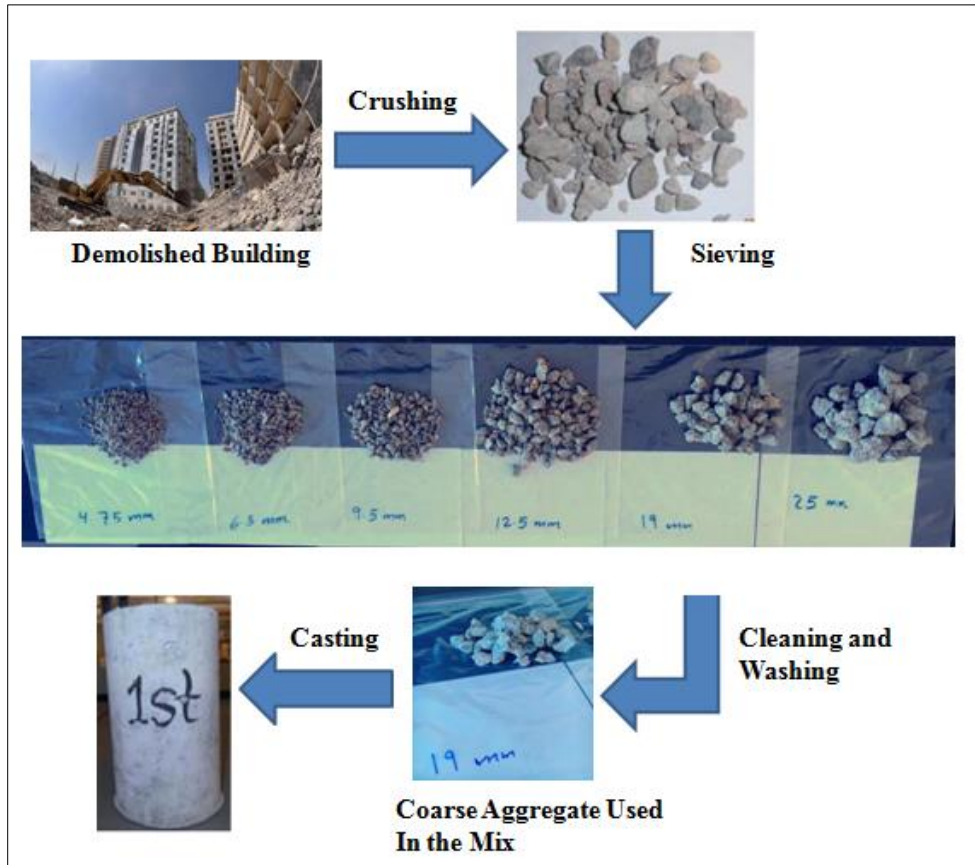 Crushing
Demolished Building
Sieving
4.75 mm
6.3 mm
9.5 mm
12.5 mm
19 mm
25 mm
Cleaning and
Washing
Casting
1st
19 mm
Coarse Aggregate Used
In the Mix